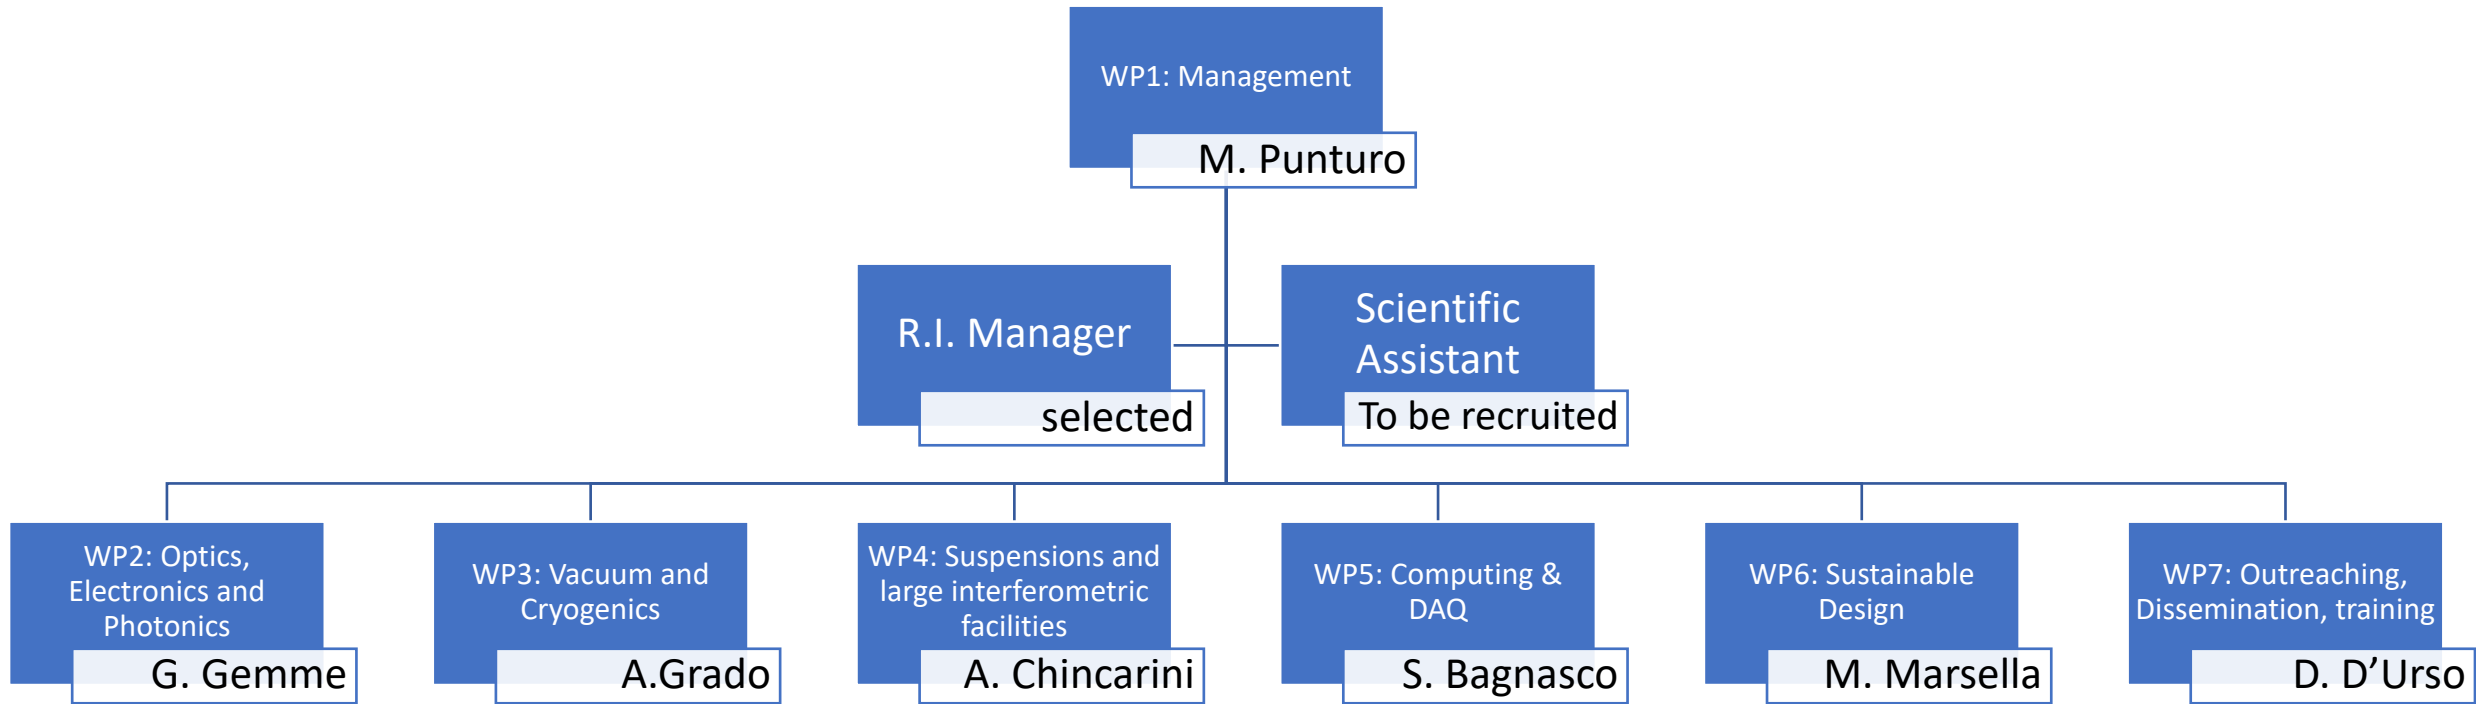 WP1: Management
M. Punturo
R.I. Manager
selected
Scientific
Assistant
To be recruited
WP2: Optics,
Electronics and
Photonics
G. Gemme
WP3: Vacuum and
Cryogenics
A.Grado
WP4: Suspensions and
large interferometric
facilities
A. Chincarini
WP5: Computing &
DAQ
S. Bagnasco
WP6: Sustainable
Design
M. Marsella
WP7: Outreaching,
Dissemination, training
D. D’Urso